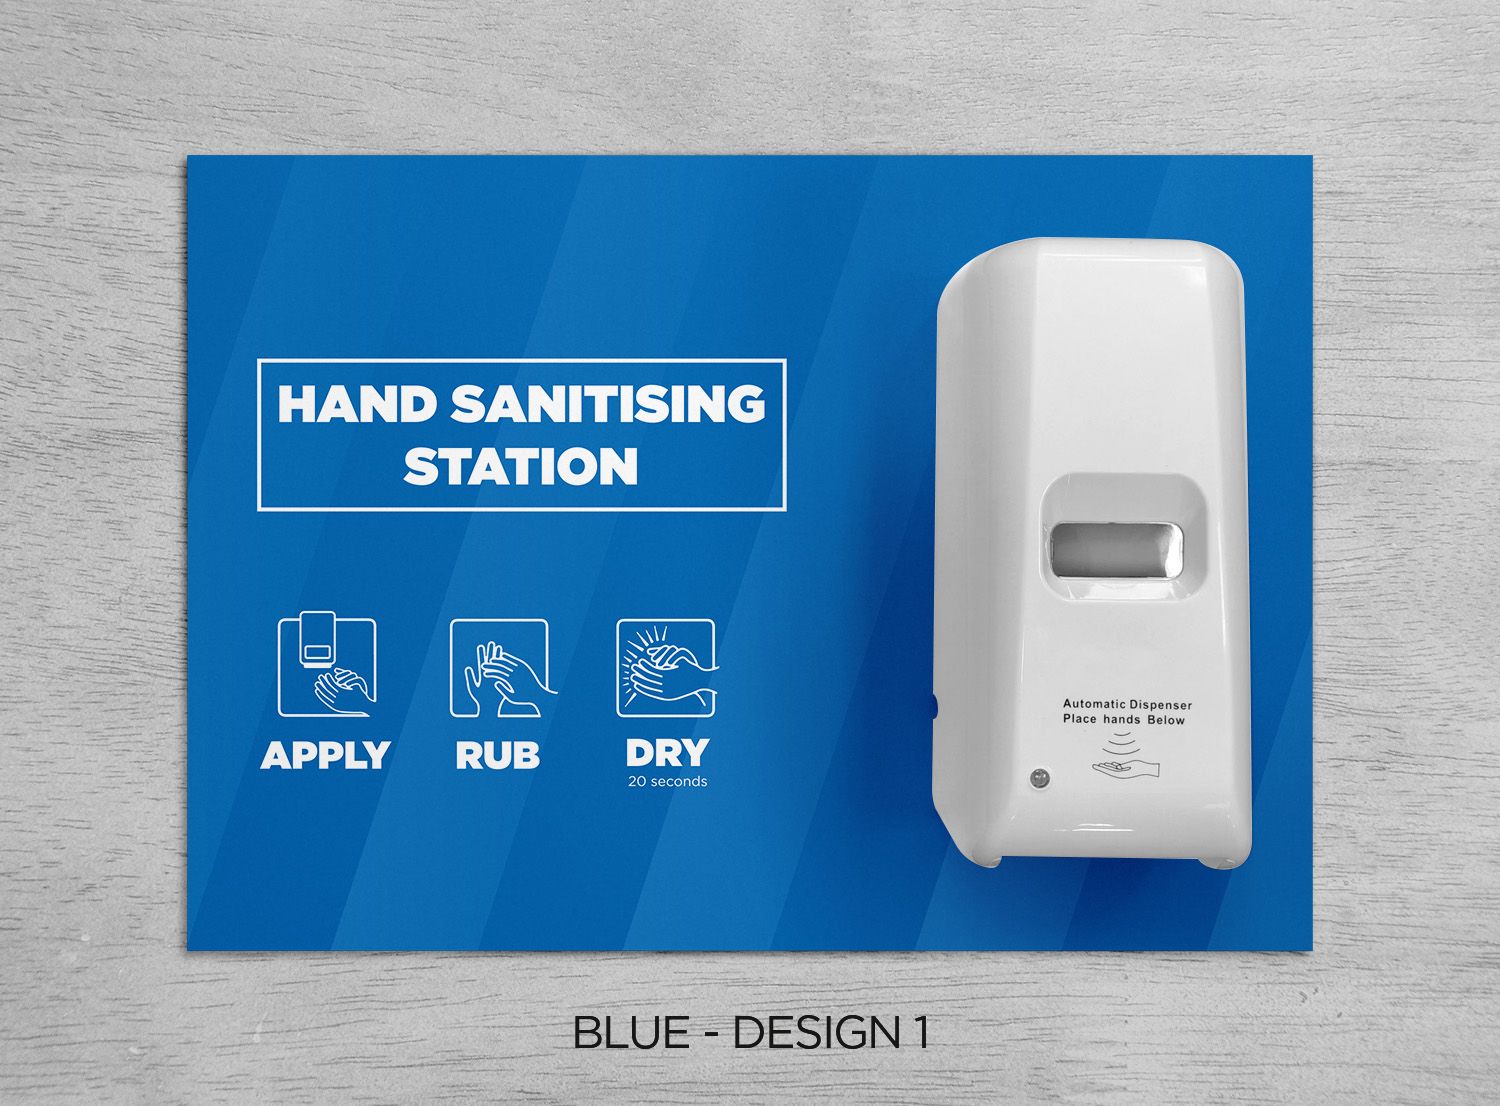 HAND SANITISING
STATION
APPLY
RUB
DRY
20 seconds
Automatic Dispenser
Place hands Below
BLUE - DESIGN 1